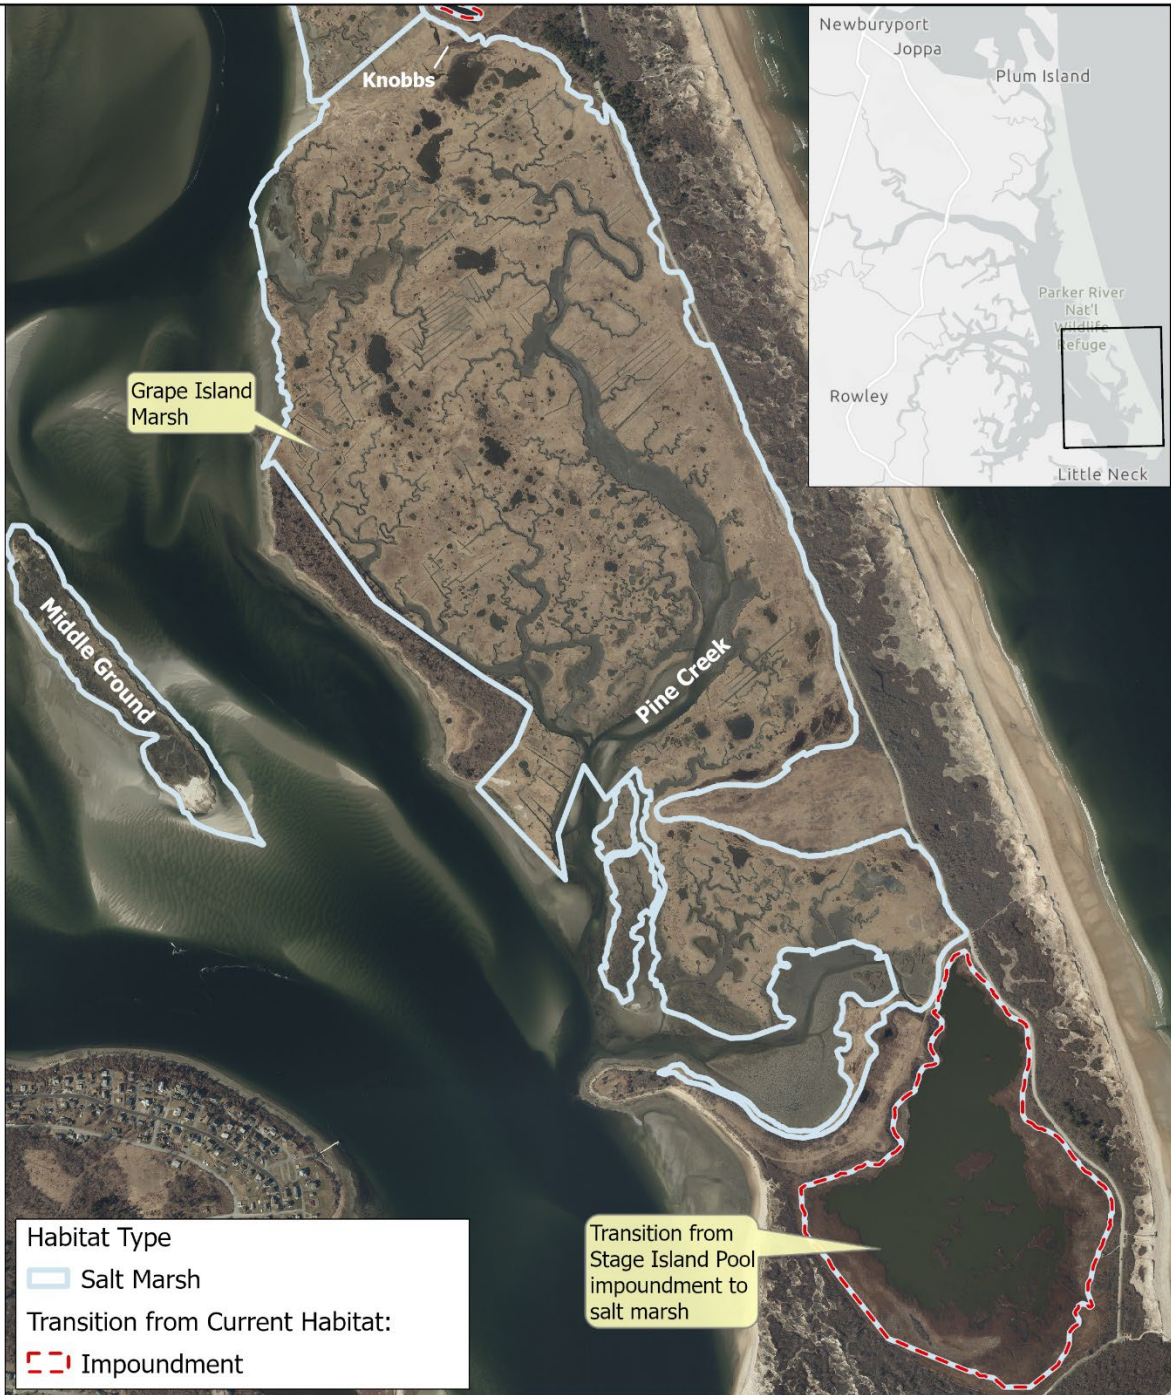 Knobbs
Newburyport
Joppa
Plum Island
Parker River
Nat'l
Wildlife
Refuge
Rowley
Little Neck
Grape Island
Marsh
Middle Ground
Pine Creek
Transition from
Stage Island Pool
impoundment to
salt marsh
Habitat Type
Salt Marsh
Transition from Current Habitat:
Impoundment